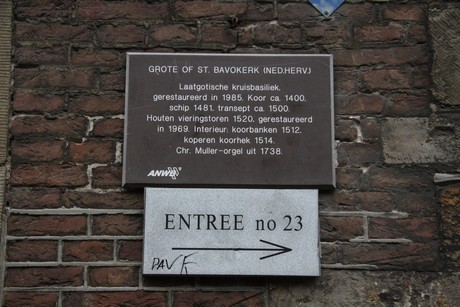 GROTE OF ST. BAVOKERK (NED.HERV.)
Laatgotische kruisbasiliek,
gerestaureerd in 1985. Koor ca. 1400,
schip 1481, transept ca. 1500.
Houten vieringstoren 1520, gerestaureerd
in 1969. Interieur: koorbanken 1512,
koperen koorhek 1514.
Chr. Muller-orgel uit 1738.
ANWB
ENTREE no 23